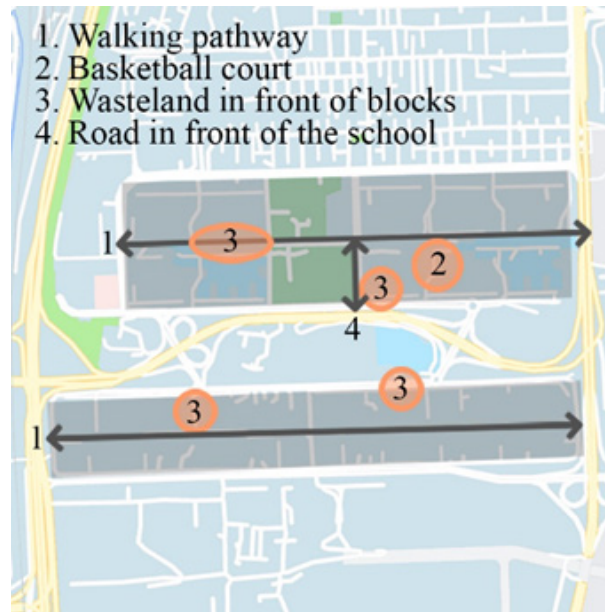 1. Walking pathway
2. Basketball court
3. Wasteland in front of blocks
4. Road in front of the school
1
3
2
3
4
3
3
1